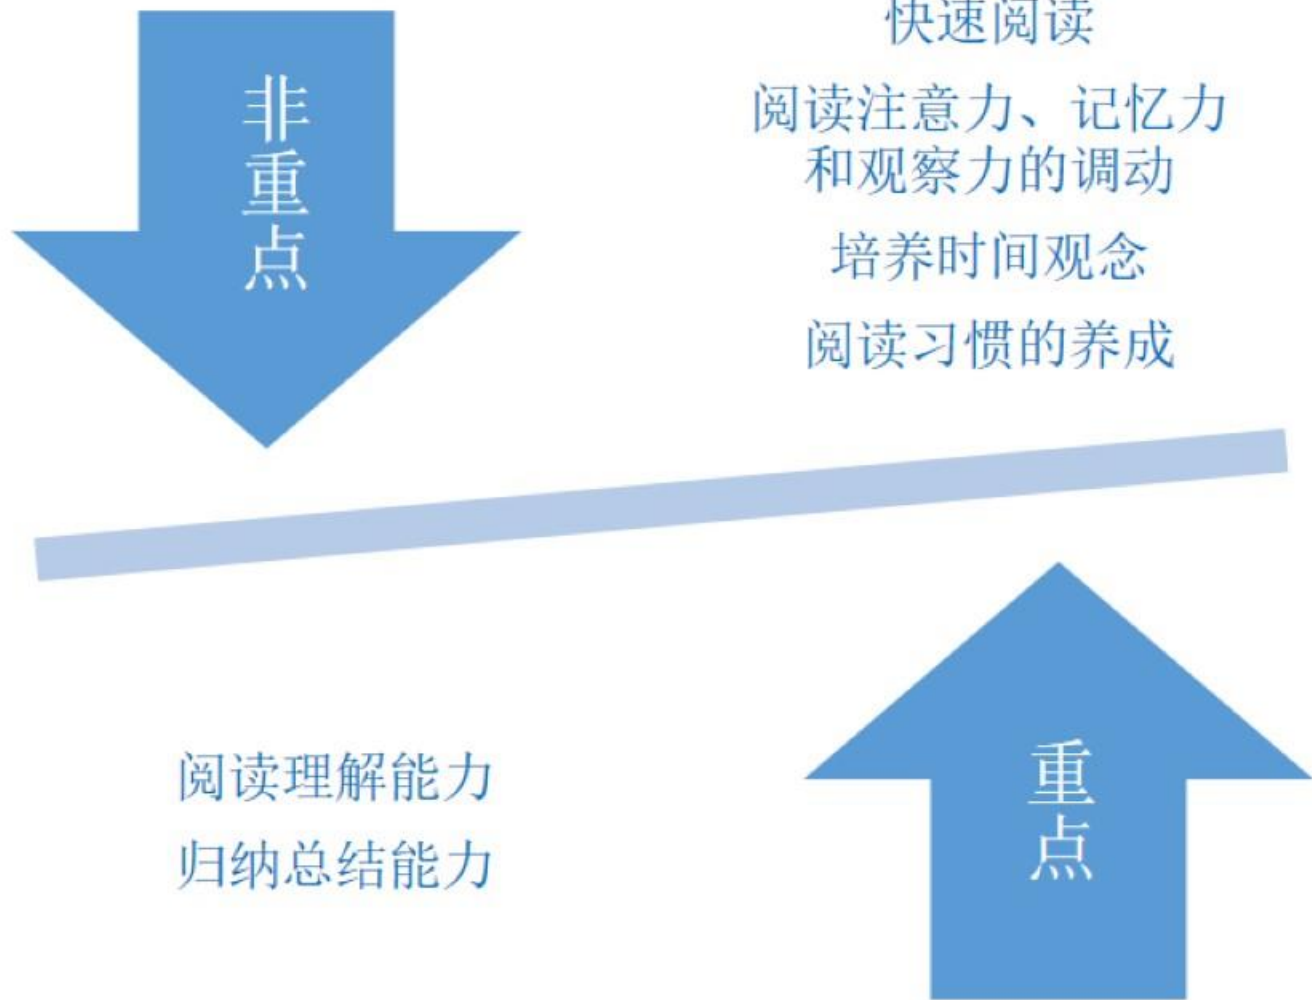 非重点
快速阅读
阅读注意力、记忆力
和观察力的调动
培养时间观念
阅读习惯的养成
阅读理解能力
归纳总结能力
重点